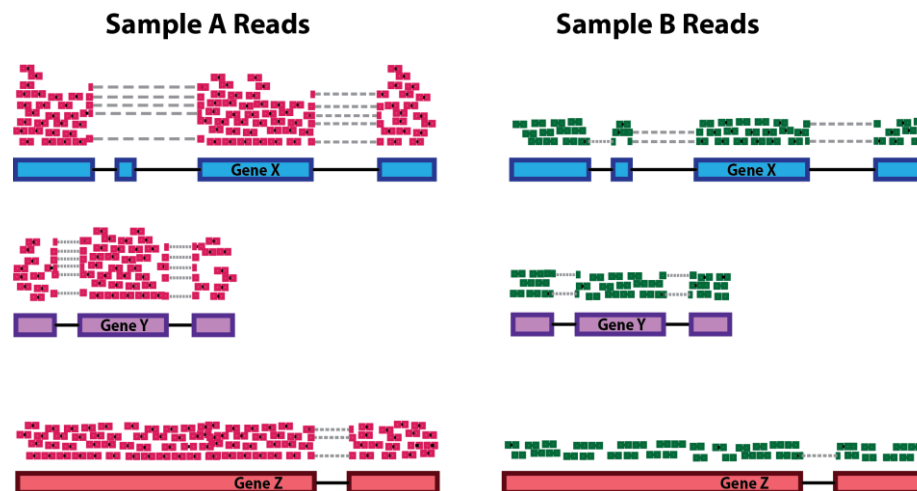 Sample A Reads
Sample B Reads
Gene X
Gene X
Gene Y
Gene Y
Gene Z
Gene Z